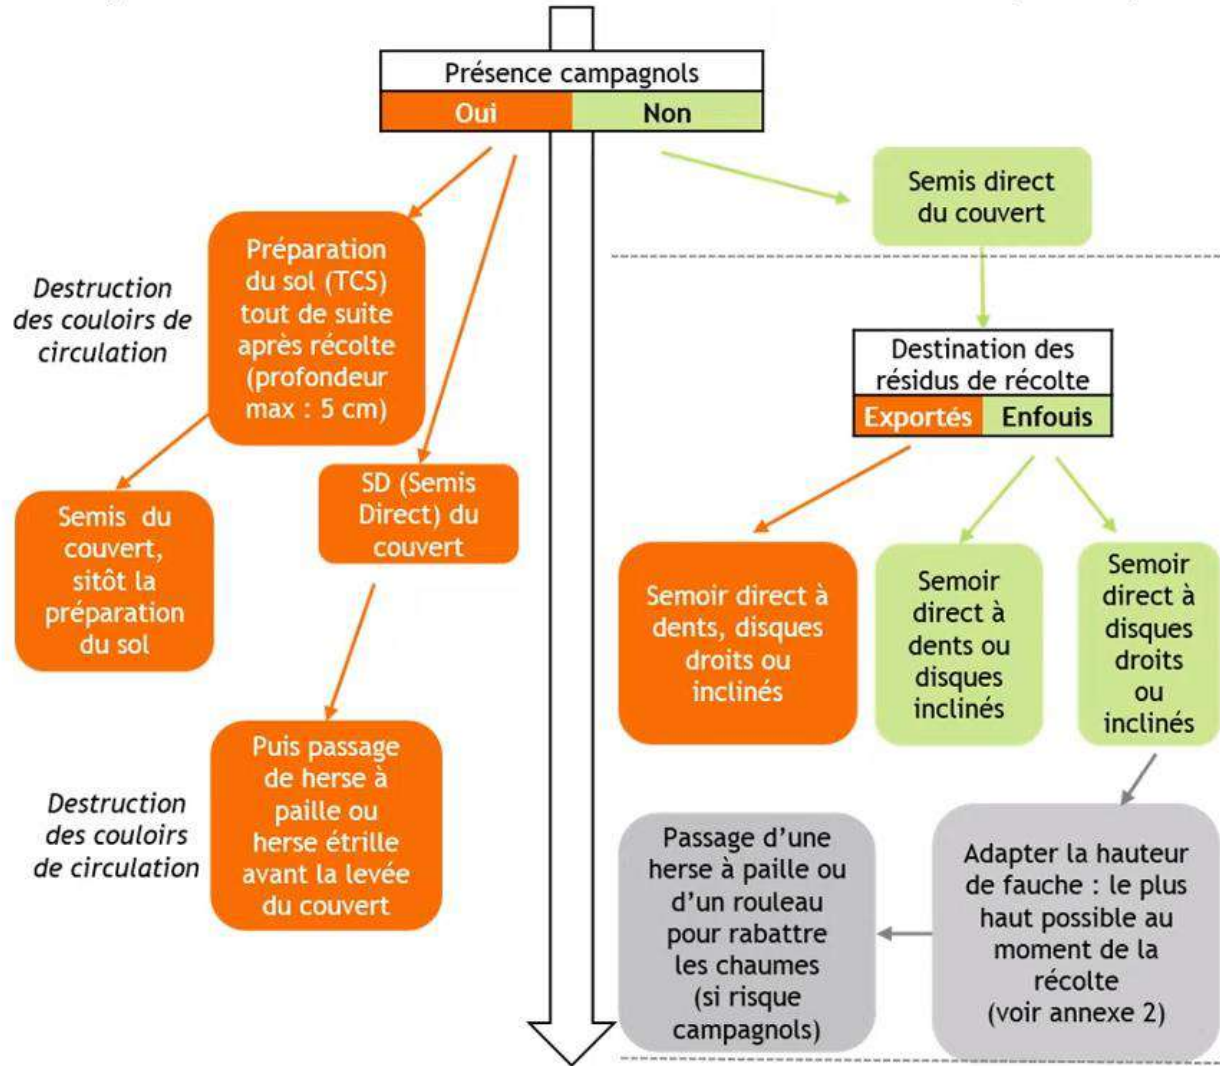 Présence campagnols
Oui
Non
Semis direct
du couvert
Préparation
du sol (TCS)
tout de suite
après récolte
(profondeur
max : 5 cm)
Destruction
des couloirs de
circulation
Destination des
résidus de récolte
Exportés
Enfouis
SD (Semis
Direct) du
couvert
Semis du
couvert,
sitôt la
préparation
du sol
Semoir direct à
dents, disques
droits ou
inclinés
Semoir
direct à
dents ou
disques
inclinés
Semoir
direct à
disques
droits
ou
inclinés
Puis passage
de herse à
paille ou
herse étrille
avant la levée
du couvert
Destruction
des couloirs
de circulation
Passage d’une
herse à paille ou
d’un rouleau
pour rabattre
les chaumes
(si risque
campagnols)
Adapter la hauteur
de fauche : le plus
haut possible au
moment de la
récolte
(voir annexe 2)